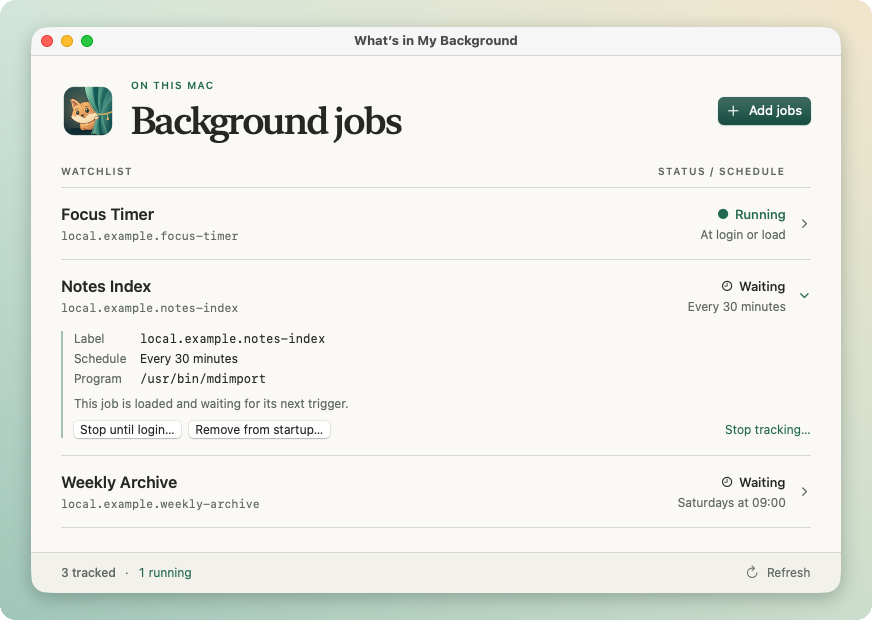 What's in My Background
ON THIS MAC
Background jobs
+ Add jobs
WATCHLIST
STATUS / SCHEDULE
Focus Timer
Running
local.example.focus-timer
At login or load
Notes Index
Waiting
local.example.notes-index
Every 30 minutes
Label local.example.notes-index
Schedule Every 30 minutes
Program /usr/bin/mdimport
This job is loaded and waiting for its next trigger.
Stop until login…
Remove from startup…
Stop tracking…
Weekly Archive
Waiting
local.example.weekly-archive
Saturdays at 09:00
3 tracked · 1 running
Refresh